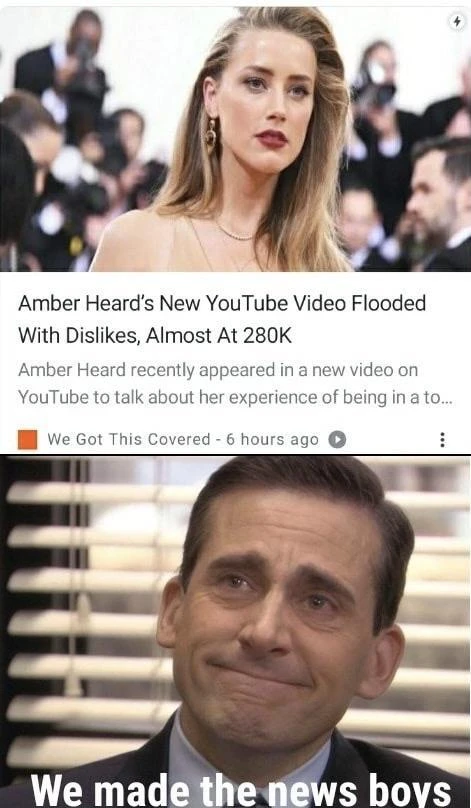 Amber Heard's New YouTube Video Flooded
With Dislikes, Almost At 280K
Amber Heard recently appeared in a new video on
YouTube to talk about her experience of being in a to...
We Got This Covered - 6 hours ago
We made the news boys